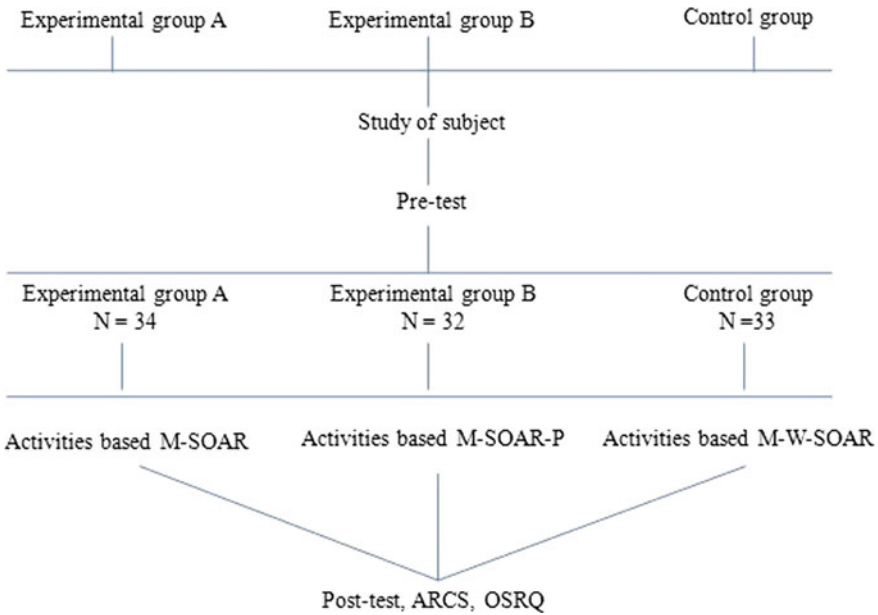 Experimental group A Experimental group B Control group
Study of subject
Pre-test
Experimental group A Experimental group B Control group
N = 34 N = 32 N =33
Activities based M-SOAR Activities based M-SOAR-P Activities based M-W-SOAR
Post-test, ARCS, OSRQ